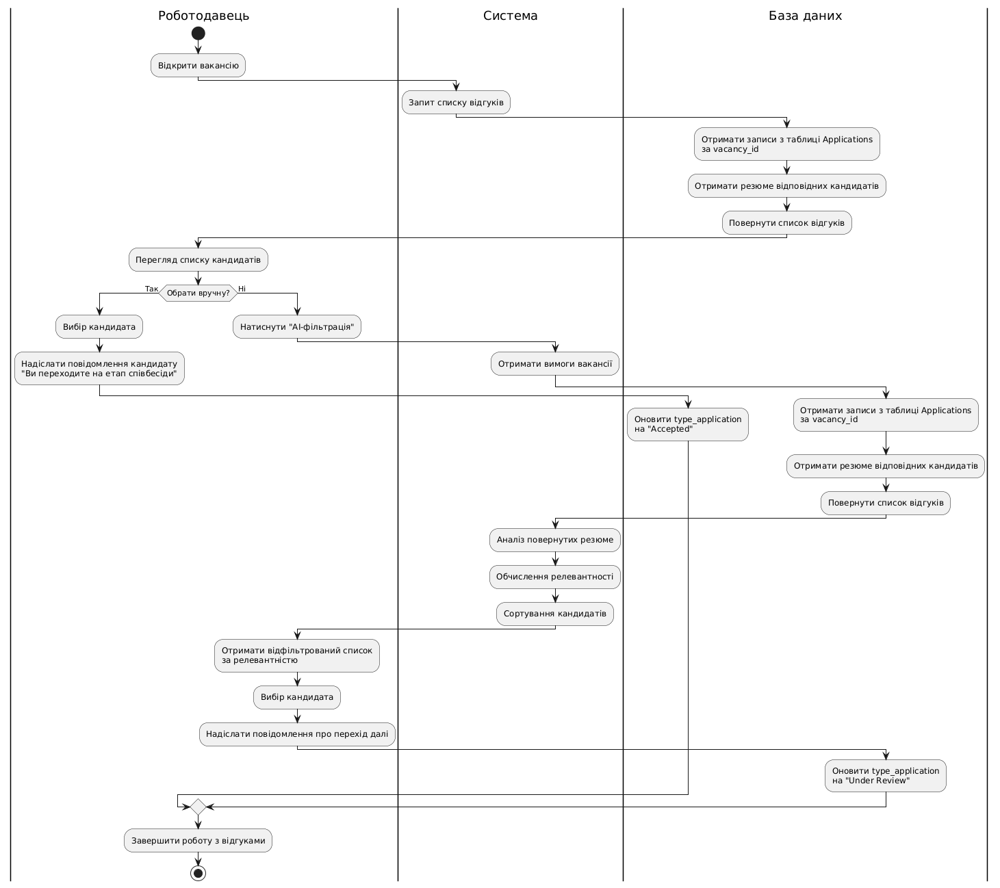 Роботодавець
Система
База даних
Відкрити вакансію
Запит списку відгуків
Отримати записи з таблиці Applications
за vacancy_id
Отримати резюме відповідних кандидатів
Повернути список відгуків
Перегляд списку кандидатів
Так
Обрати вручну?
Ні
Вибір кандидата
Натиснути "AI-фільтрація"
Надіслати повідомлення кандидату
"Ви переходите на етап співбесіди"
Отримати вимоги вакансії
Оновити type_application
на "Accepted"
Отримати записи з таблиці Applications
за vacancy_id
Отримати резюме відповідних кандидатів
Повернути список відгуків
Аналіз повернутих резюме
Обчислення релевантності
Сортування кандидатів
Отримати відфільтрований список
за релевантністю
Вибір кандидата
Надіслати повідомлення про перехід далі
Оновити type_application
на "Under Review"
Завершити роботу з відгуками